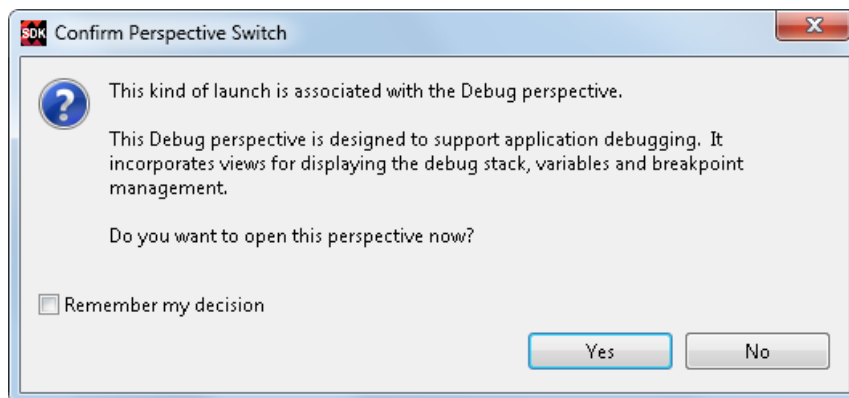 SDK Confirm Perspective Switch
This kind of launch is associated with the Debug perspective.
This Debug perspective is designed to support application debugging. It
incorporates views for displaying the debug stack, variables and breakpoint
management.
Do you want to open this perspective now?
Remember my decision
Yes No